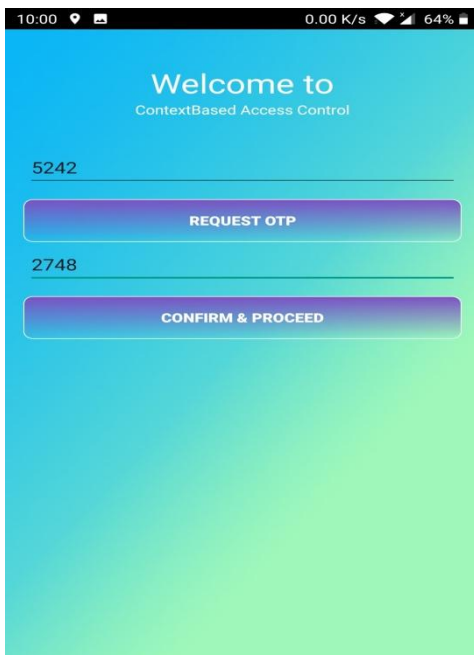 10:00 0.00 K/s 64%
Welcome to
ContextBased Access Control
5242
REQUEST OTP
2748
CONFIRM & PROCEED